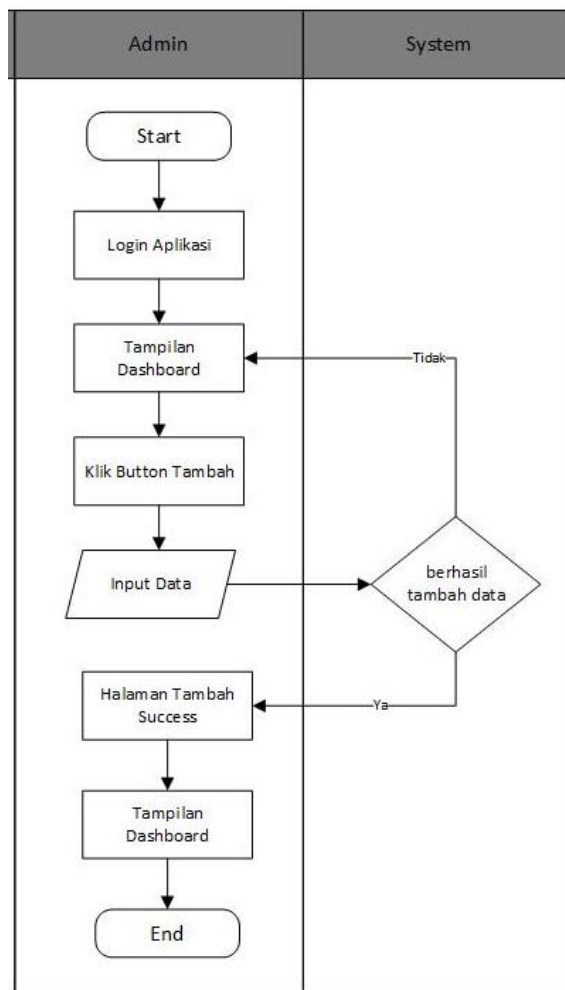 Admin
System
Start
Login Aplikasi
Tampilan
Dashboard
Tidak
Klik Button Tambah
Input Data
berhasil
tambah data
Halaman Tambah
Success
Ya
Tampilan
Dashboard
End